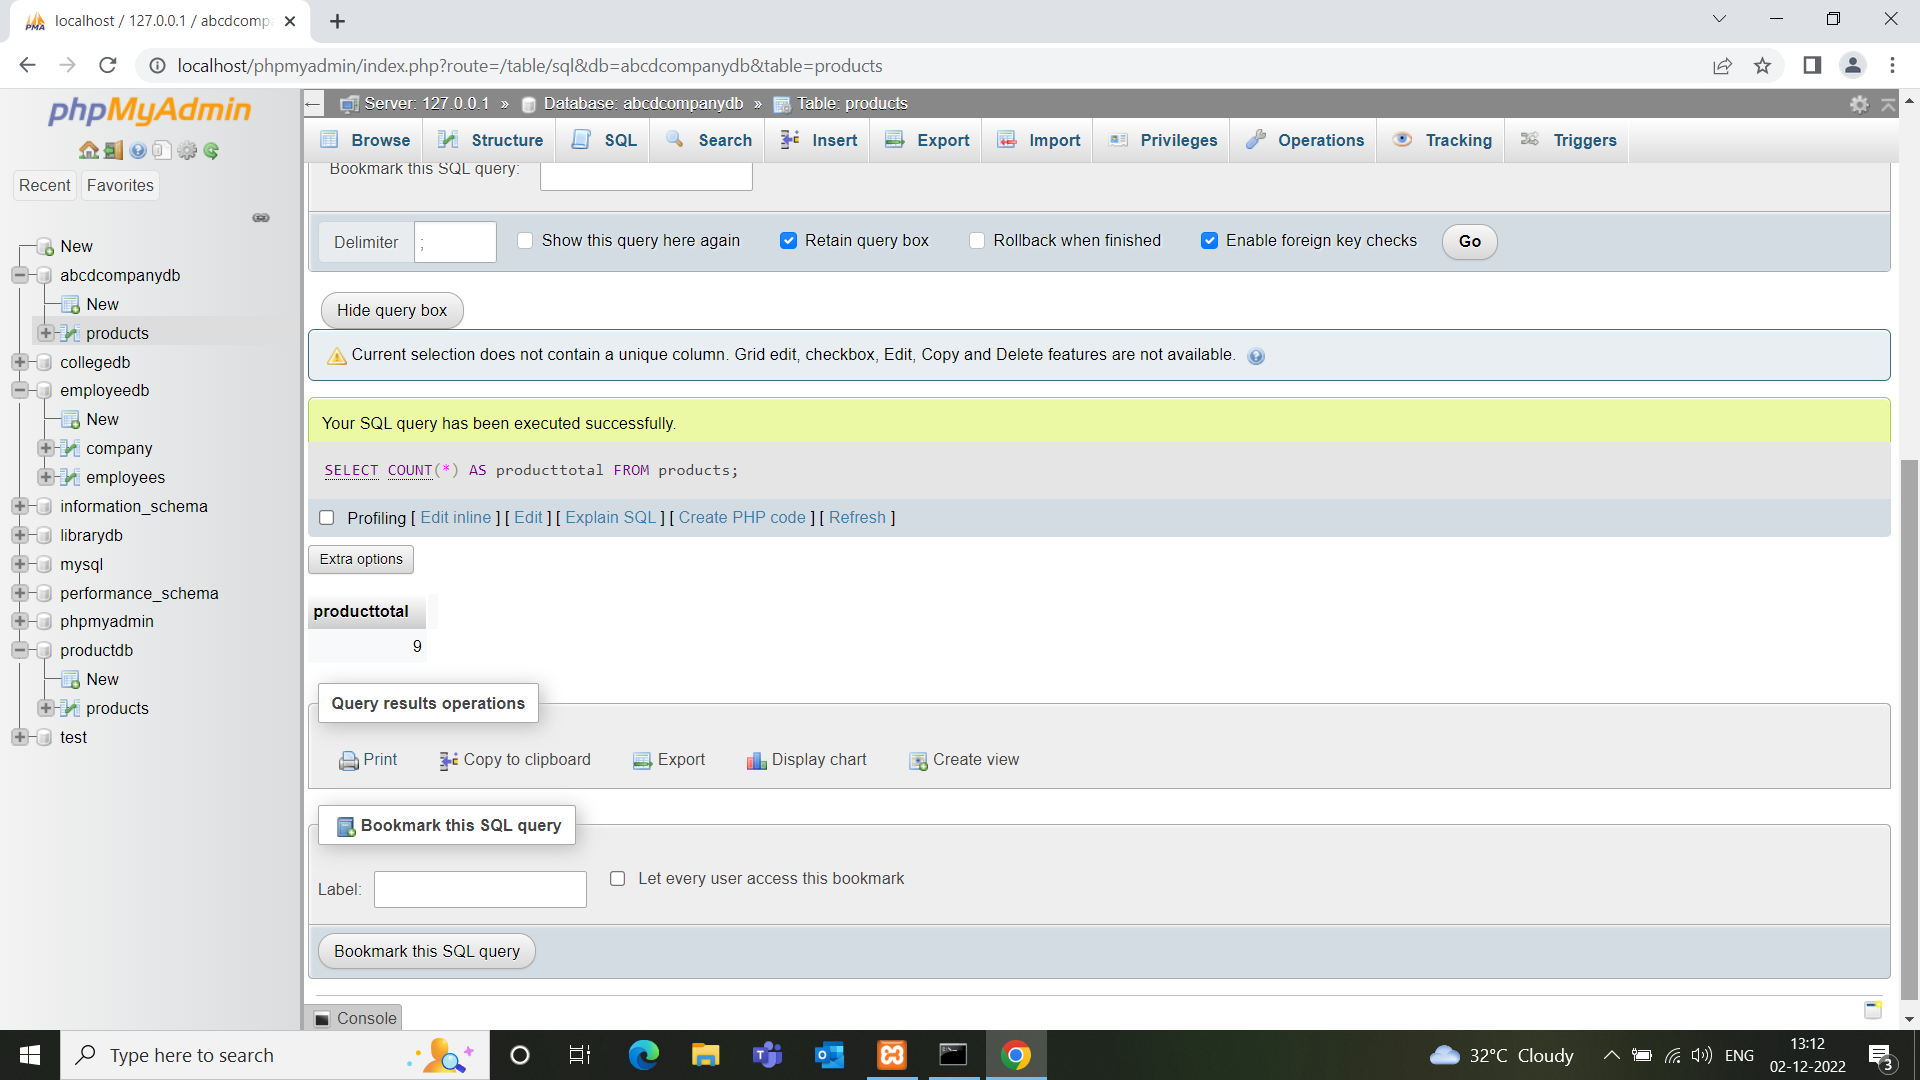 localhost / 127.0.0.1 / abcdcomp
localhost/phpmyadmin/index.php?route=/table/sql&db=abcdcompanydb&table=products
phpMyAdmin
Recent
Favorites
New
abcdcompanydb
New
products
collegedb
employeedb
New
company
employees
information_schema
librarydb
mysql
performance_schema
phpmyadmin
productdb
New
products
test
Server: 127.0.0.1 » Database: abcdcompanydb » Table: products
Browse Structure SQL Search Insert Export Import Privileges Operations Tracking Triggers
Bookmark this SQL query:
Delimiter ; Show this query here again Retain query box Rollback when finished Enable foreign key checks Go
Hide query box
Current selection does not contain a unique column. Grid edit, checkbox, Edit, Copy and Delete features are not available.
Your SQL query has been executed successfully.
SELECT COUNT(*) AS producttotal FROM products;
Profiling [ Edit inline ] [ Edit ] [ Explain SQL ] [ Create PHP code ] [ Refresh ]
Extra options
producttotal
9
Query results operations
Print Copy to clipboard Export Display chart Create view
Bookmark this SQL query
Label: Let every user access this bookmark
Bookmark this SQL query
Console
Type here to search
32°C Cloudy
ENG
13:12
02-12-2022
3